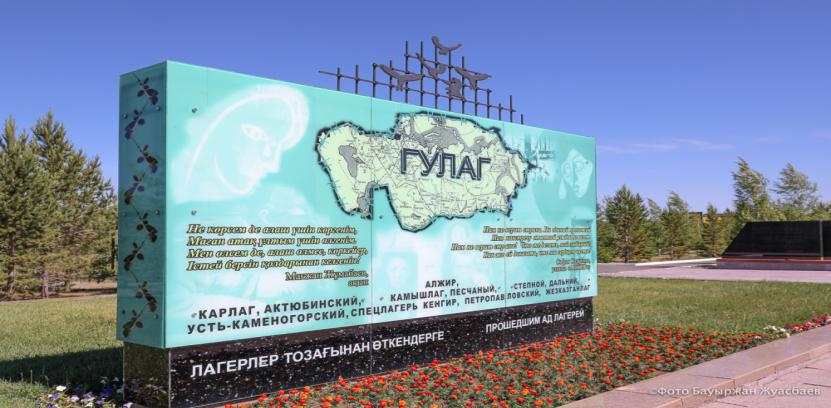 ГУЛАГ
Не көрсем де алаш үшін көргенім,
Маған атақ ұлтым үшін өлгенім.
Мен өлсем де, алаш өлмес, көркейер,
Істей берсін қолдарынан келгенін!
Мағжан Жұмабаев,
ақын
КАРЛАГ, АКТЮБИНСКИЙ,
УСТЬ-КАМЕНОГОРСКИЙ, СПЕЦЛАГЕРЬ КЕНГИР, ПЕТРОПАВЛОВСКИЙ, ЖЕЗКАЗГАНЛАГ
АЛЖИР,
КАМЫШЛАГ, ПЕСЧАНЫЙ,
СТЕПНОЙ, ДАЛЬНИЙ,
ЛАГЕРЛЕР ТОЗАҒЫНАН ӨТКЕНДЕРГЕ
ПРОШЕДШИМ АД ЛАГЕРЕЙ
©Фото Бауыржан Жуасбаев